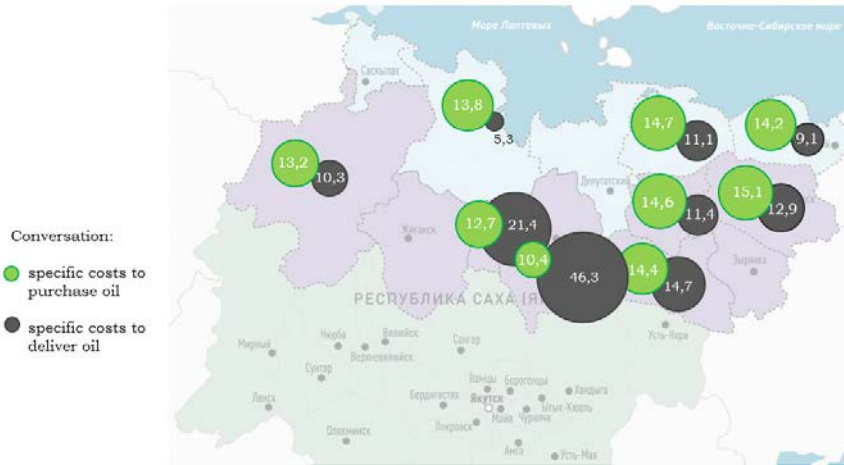 Море Лаптевых
Восточно-Сибирское море
Саскылах
13,8
5,3
14,7
11,1
14,2
9,1
13,2
10,3
Депутатский
14,6
11,4
15,1
12,9
Жиганск
12,7
21,4
10,4
46,3
14,4
14,7
Зырянка
Conversation:
specific costs to
purchase oil
specific costs to
deliver oil
РЕСПУБЛИКА САХА (Я
Усть-Нера
Мирный
Нюрба
Вилюйск
Верхневилюйск
Сангар
Сунтар
Ленск
Бердигестях
Намцы
Борогонцы
Хандыга
Якутск
Майя
Чурапча
Ытык-Кюёль
Покровск
Олекминск
Амга
Усть-Мая